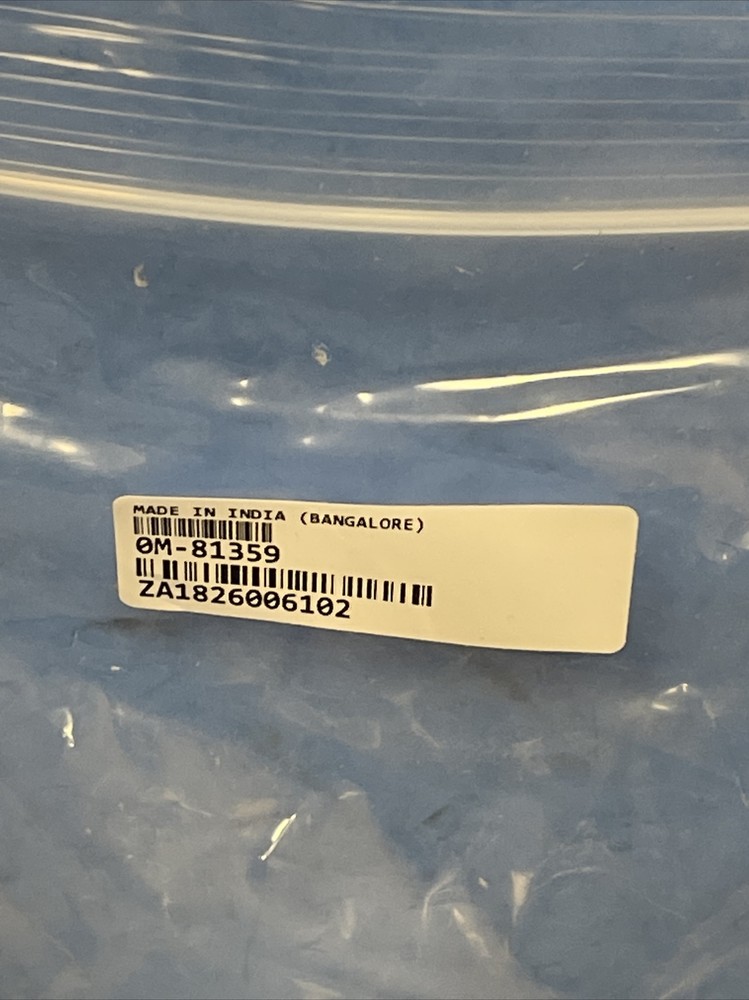 MADE IN INDIA (BANGALORE)
0M-81359
ZA1826006102